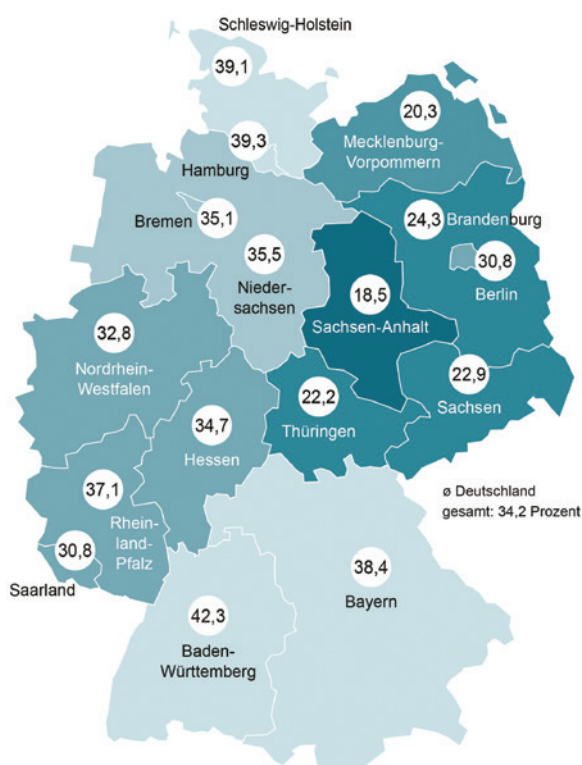 Schleswig-Holstein
39,1
20,3
Mecklenburg-
Vorpommern
39,3
Hamburg
35,1
Bremen
24,3
Brandenburg
35,5
Nieder-
sachsen
30,8
Berlin
18,5
Sachsen-Anhalt
32,8
Nordrhein-
Westfalen
22,9
Sachsen
22,2
Thüringen
34,7
Hessen
37,1
Rhein-
land-
Pfalz
ø Deutschland
gesamt: 34,2 Prozent
30,8
Saarland
38,4
Bayern
42,3
Baden-
Württemberg